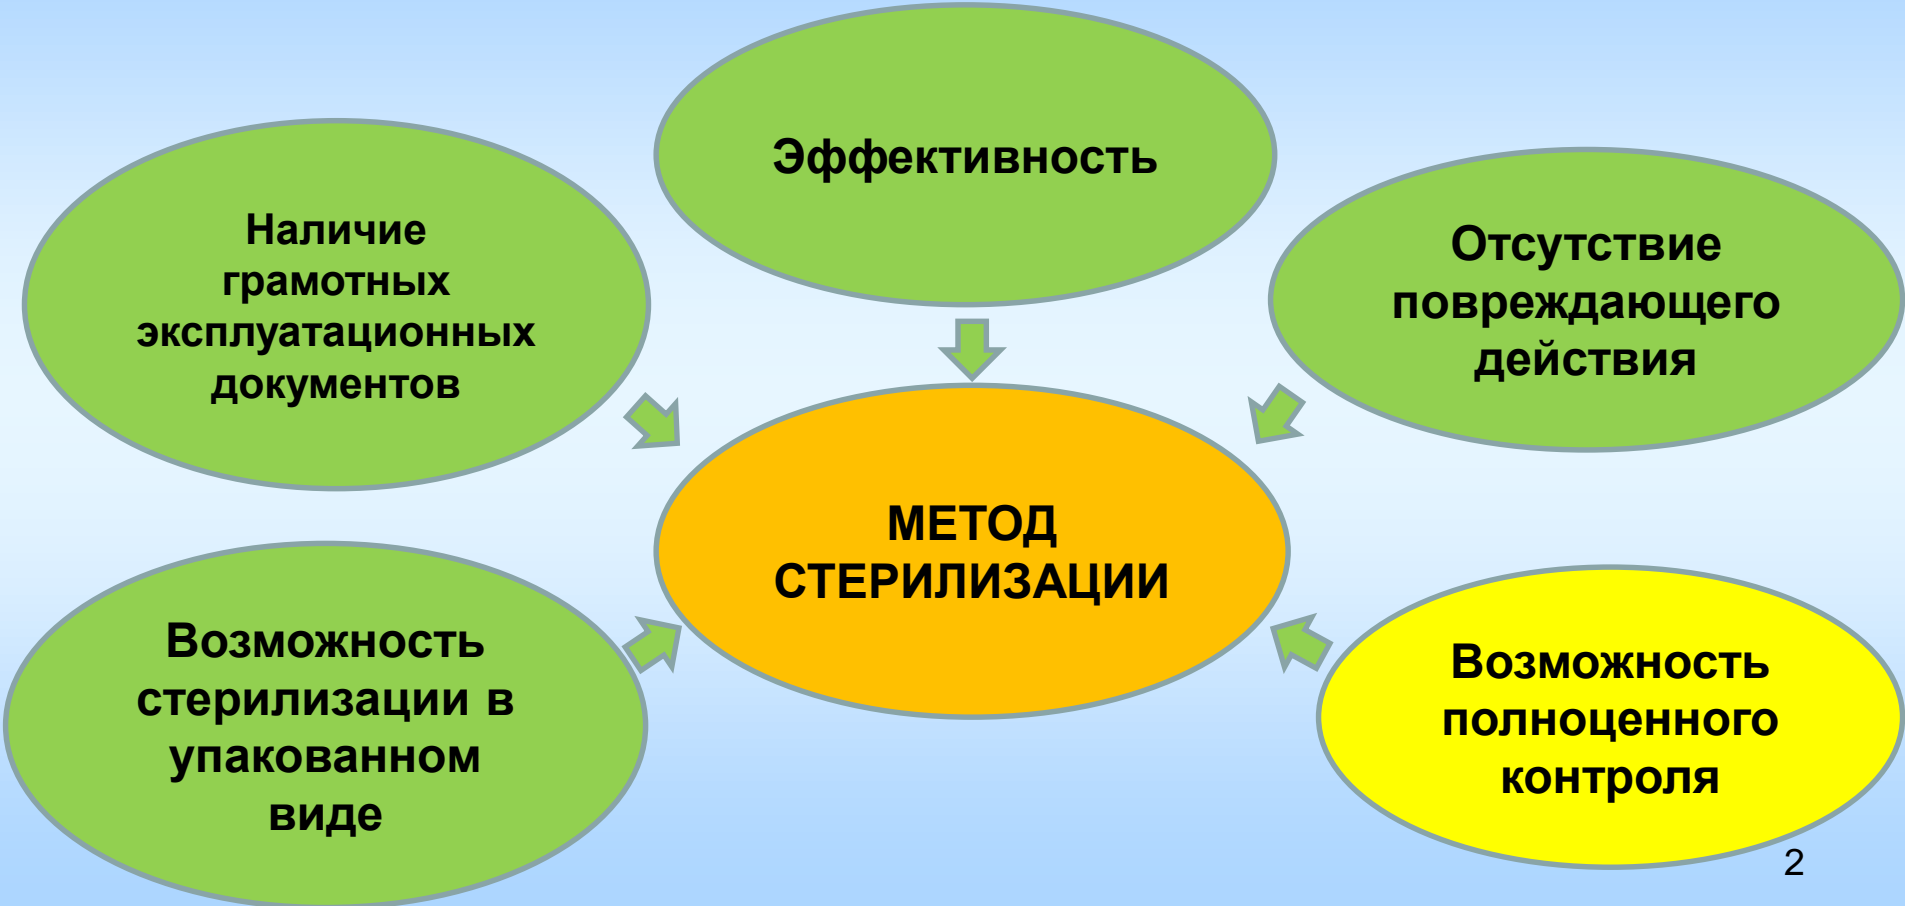 Эффективность
Наличие
грамотных
эксплуатационных
документов
Отсутствие
повреждающего
действия
МЕТОД
СТЕРИЛИЗАЦИИ
Возможность
стерилизации в
упакованном
виде
Возможность
полноценного
контроля
2